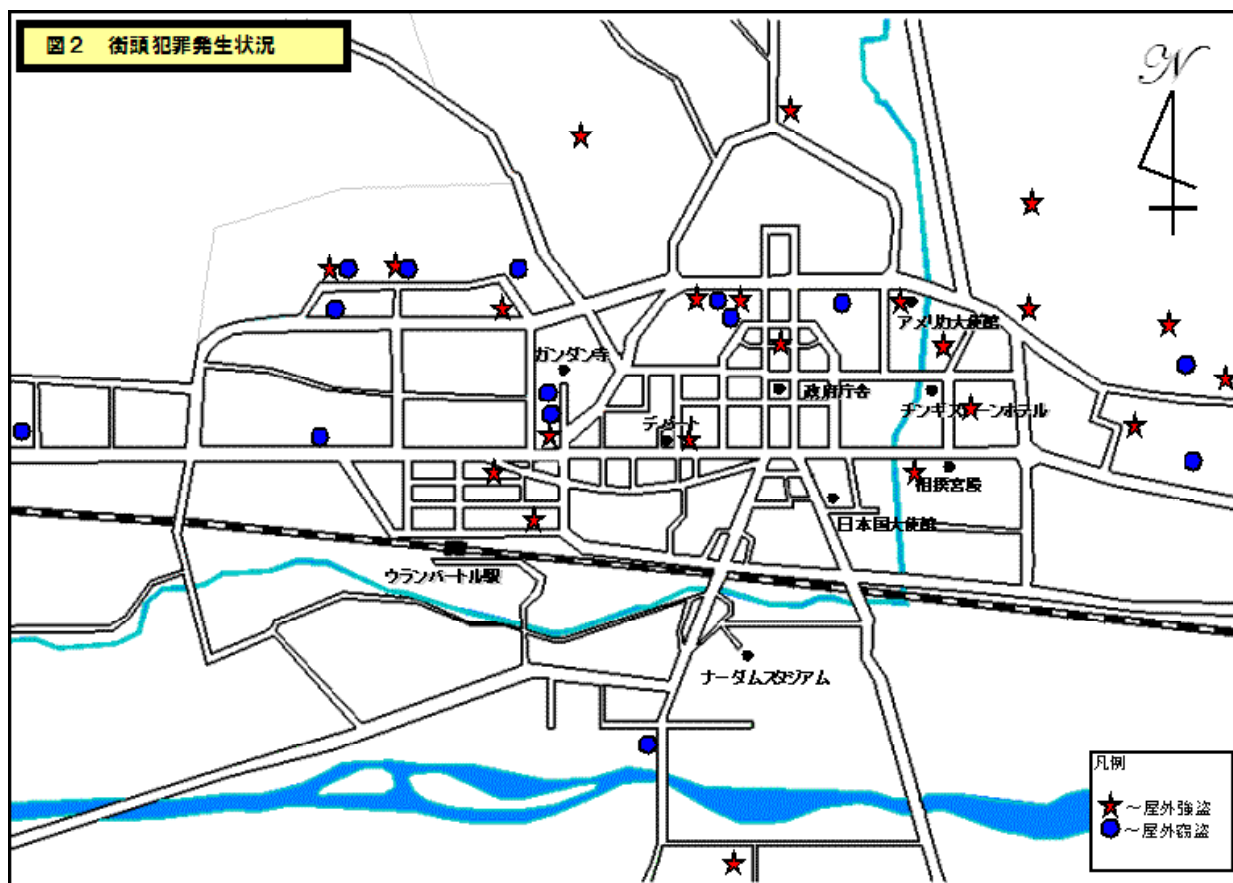 図2 街頭犯罪発生状況
N
アメリカ大使館
ガンダン寺
政府庁舎
チンギスハーンホテル
デパート
相撲宮殿
日本国大使館
ウランバートル駅
ナーダムスタジアム
凡例
～屋外強盗
～屋外窃盗